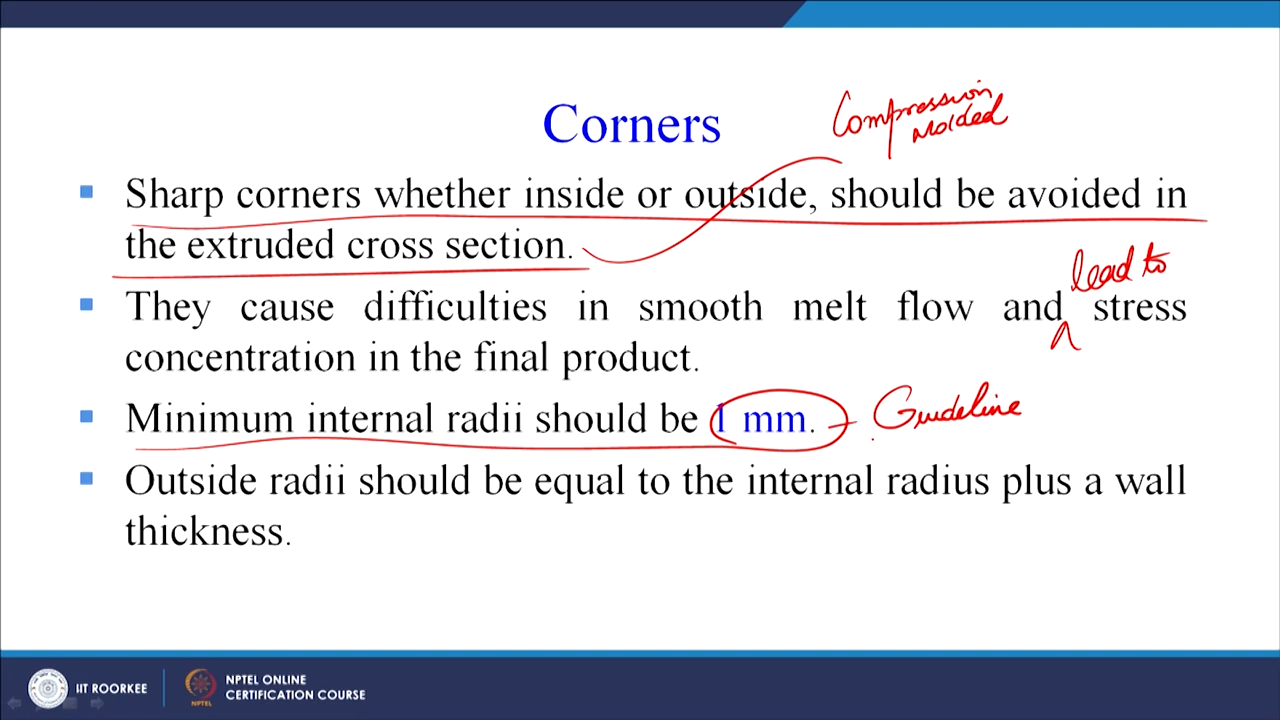 Corners
Compression
Molded
Sharp corners whether inside or outside, should be avoided in
the extruded cross section.
lead to
They cause difficulties in smooth melt flow and stress
concentration in the final product.
Minimum internal radii should be 1 mm. - Guideline
Outside radii should be equal to the internal radius plus a wall
thickness.
IIT ROORKEE
NPTEL
NPTEL ONLINE
CERTIFICATION COURSE